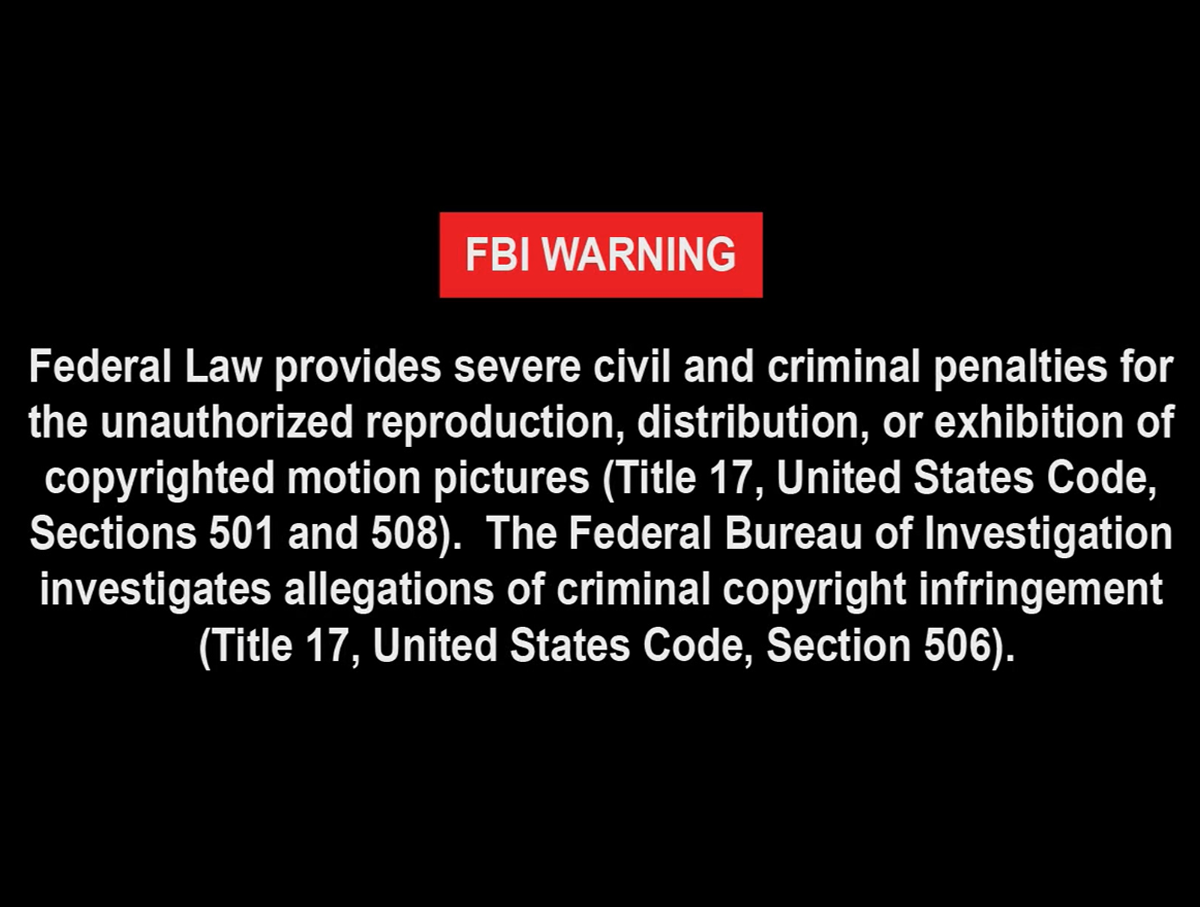 FBI WARNING
Federal Law provides severe civil and criminal penalties for
the unauthorized reproduction, distribution, or exhibition of
copyrighted motion pictures (Title 17, United States Code,
Sections 501 and 508).  The Federal Bureau of Investigation
investigates allegations of criminal copyright infringement
(Title 17, United States Code, Section 506).